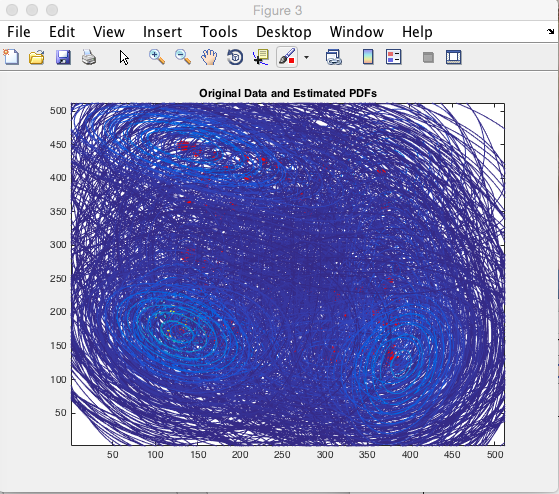 Figure 3
File Edit View Insert Tools Desktop Window Help
Original Data and Estimated PDFs
500
450
400
350
300
250
200
150
100
50
50 100 150 200 250 300 350 400 450 500